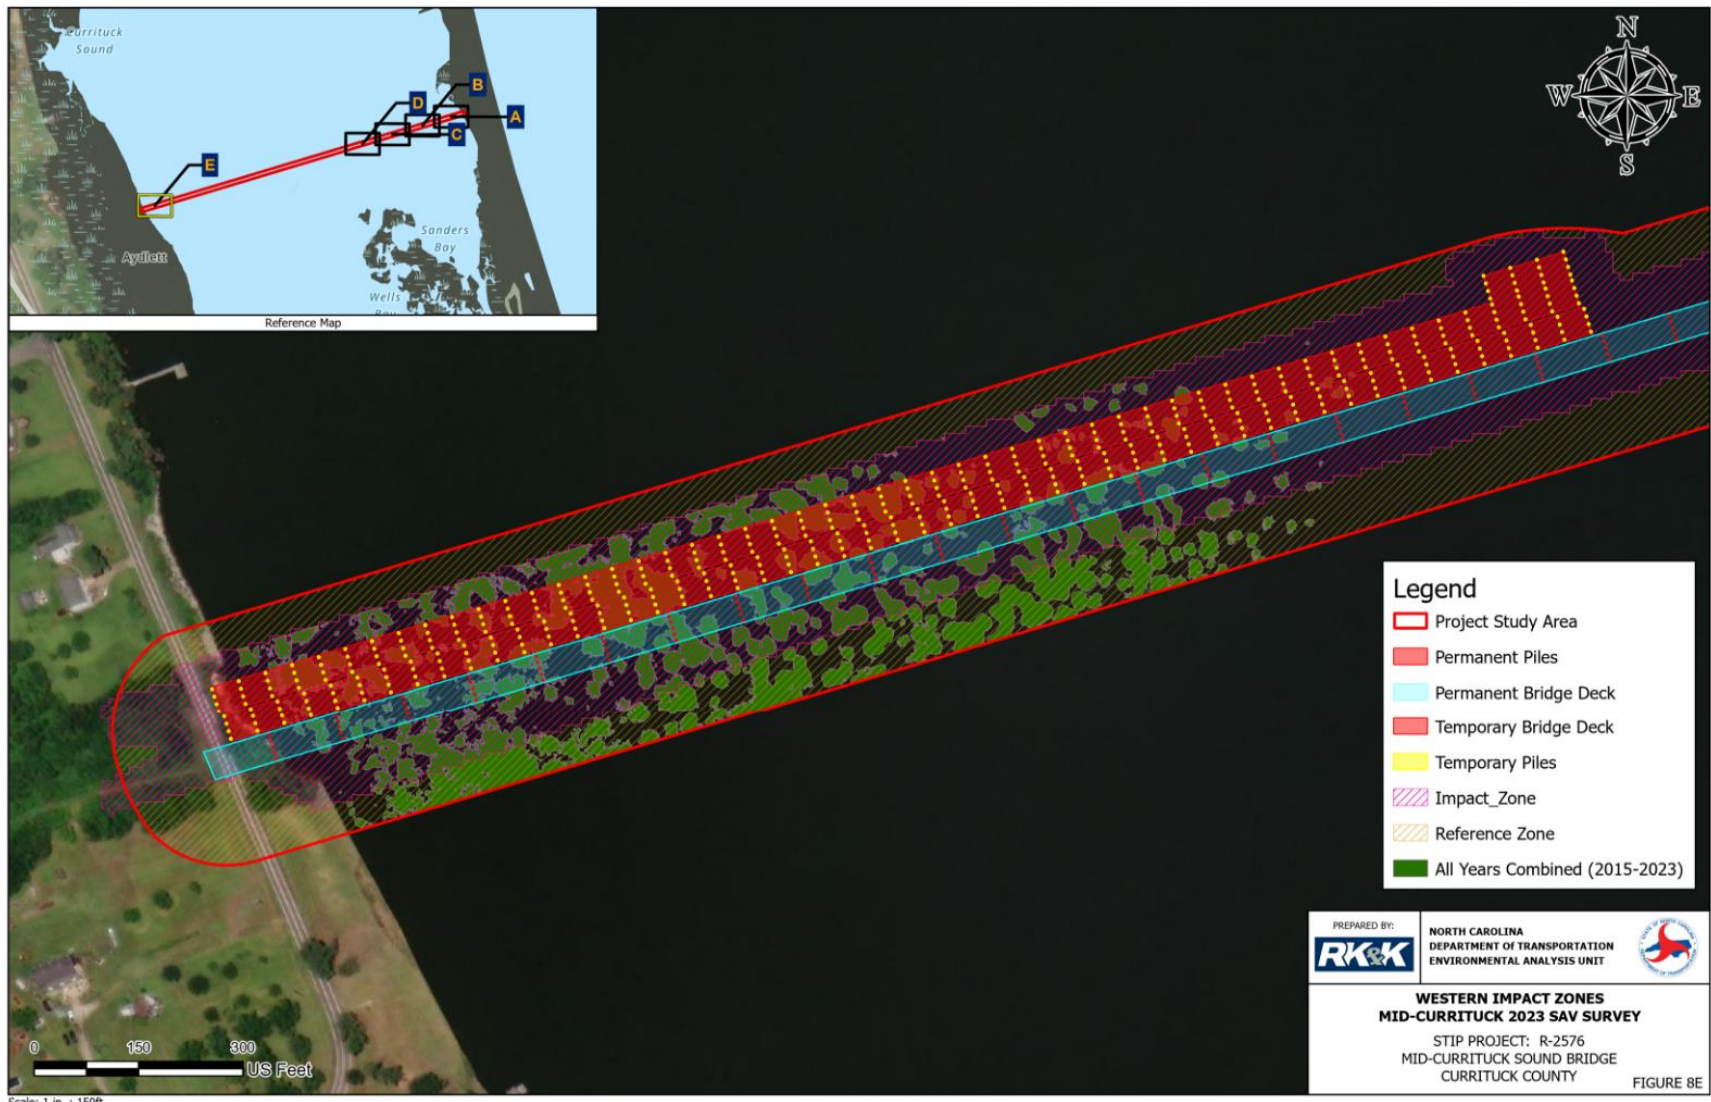 Currituck
Sound
B
D
A
C
E
Sanders
Bay
Aydlett
Wells
Bay
Reference Map
N
W
E
S
Legend
Project Study Area
Permanent Piles
Permanent Bridge Deck
Temporary Bridge Deck
Temporary Piles
Impact_Zone
Reference Zone
All Years Combined (2015-2023)
PREPARED BY:
RK&K
NORTH CAROLINA
DEPARTMENT OF TRANSPORTATION
ENVIRONMENTAL ANALYSIS UNIT
WESTERN IMPACT ZONES
MID-CURRITUCK 2023 SAV SURVEY
STIP PROJECT: R-2576
MID-CURRITUCK SOUND BRIDGE
CURRITUCK COUNTY
FIGURE 8E
0 150 300
US Feet